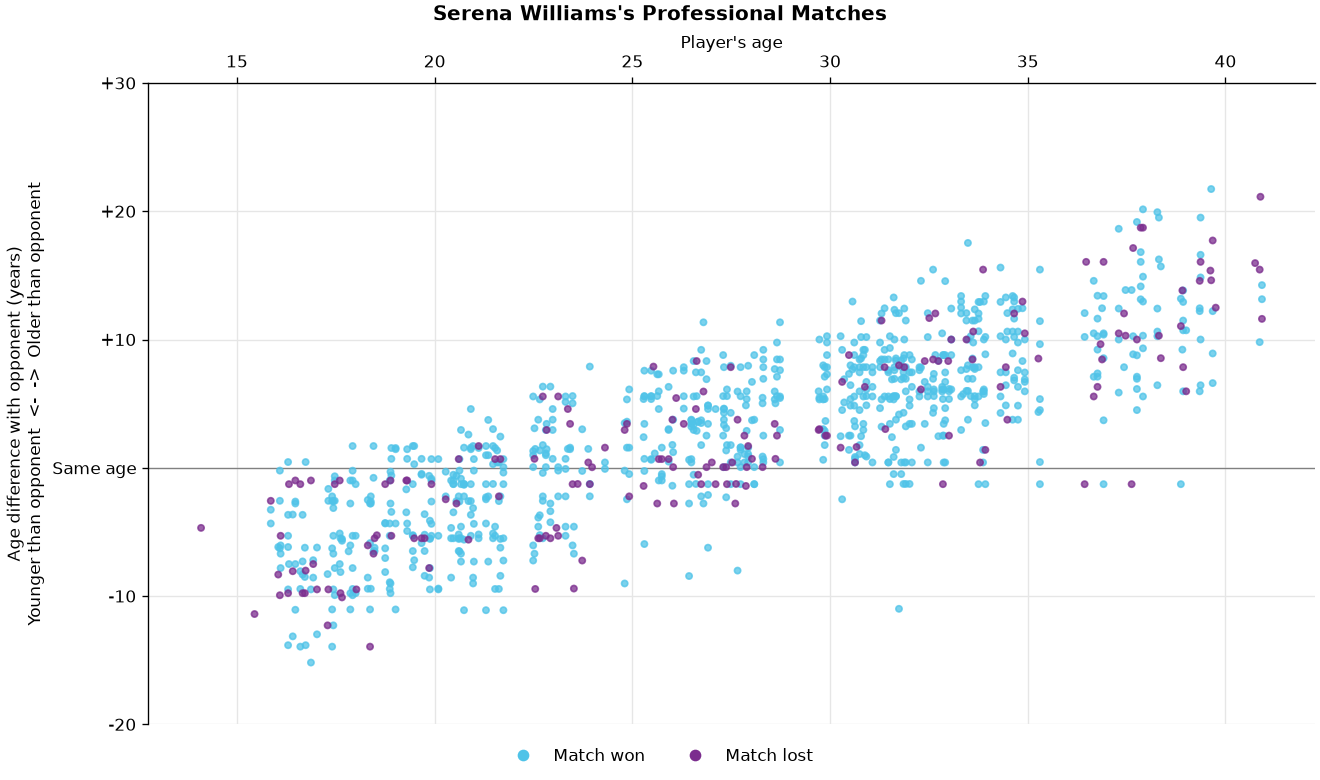 Serena Williams's Professional Matches
Player's age
15 20 25 30 35 40
+30
+20
+10
Same age
-10
-20
Age difference with opponent (years)
Younger than opponent <- -> Older than opponent
Match won Match lost